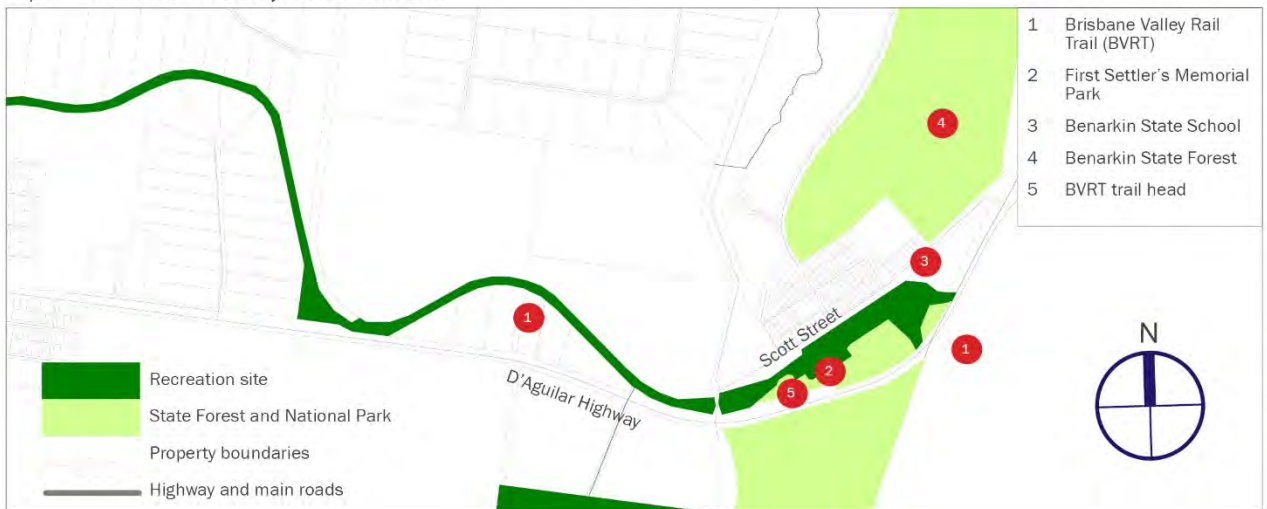 1 Brisbane Valley Rail
Trail (BVRT)
2 First Settler's Memorial
Park
3 Benarkin State School
4 Benarkin State Forest
5 BVRT trail head
4
3
Scott Street
1
1
2
5
D'Aguilar Highway
N
Recreation site
State Forest and National Park
Property boundaries
Highway and main roads